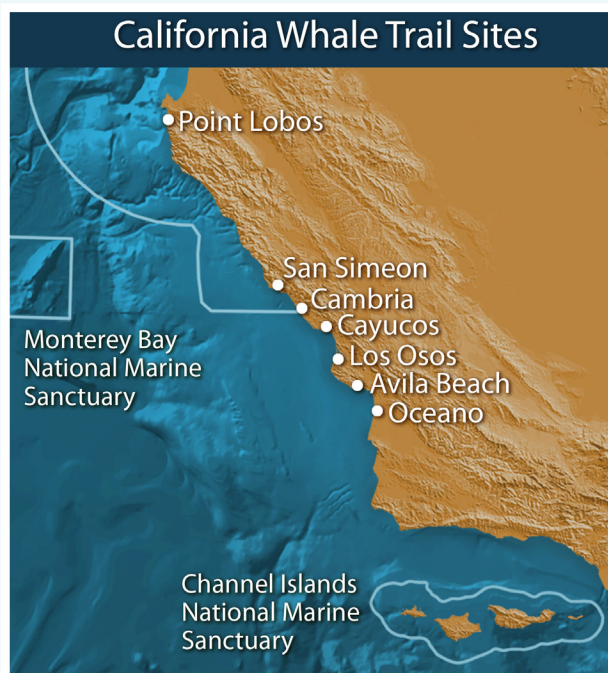 California Whale Trail Sites
Point Lobos
San Simeon
Cambria
Cayucos
Los Osos
Avila Beach
Oceano
Monterey Bay
National Marine
Sanctuary
Channel Islands
National Marine
Sanctuary